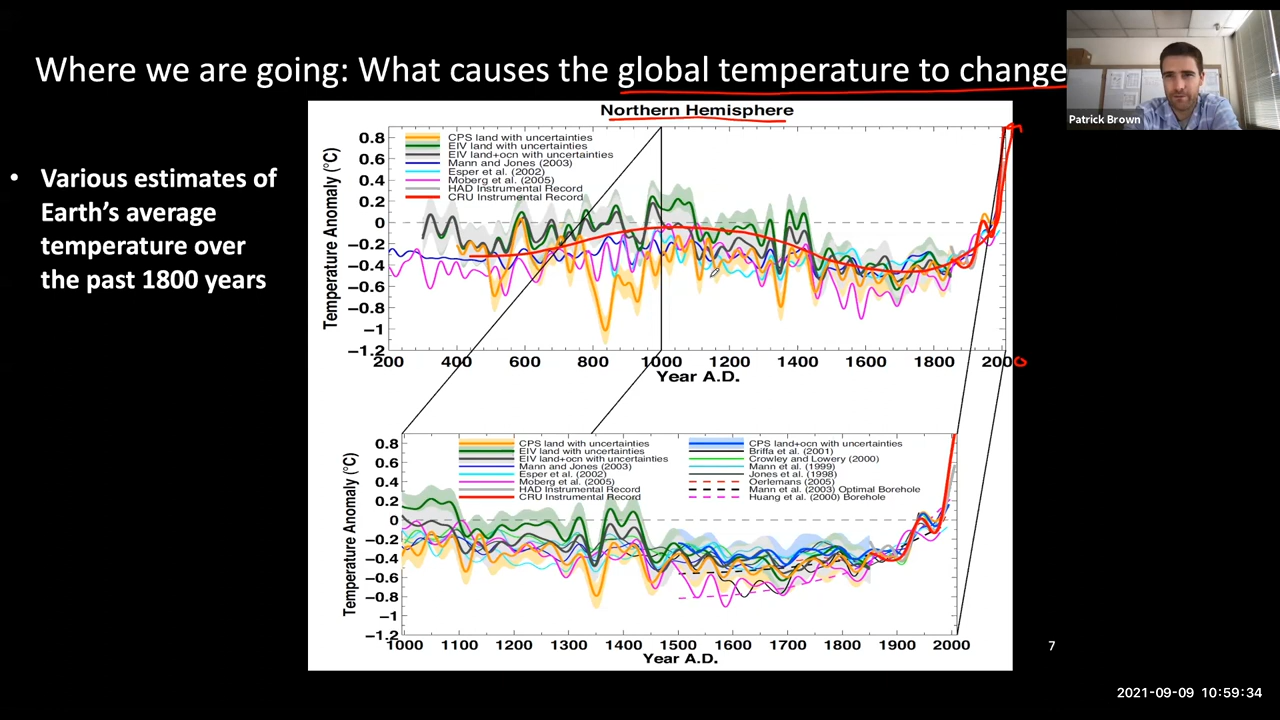 Where we are going: What causes the global temperature to change
Patrick Brown
• Various estimates of
Earth's average
temperature over
the past 1800 years
Northern Hemisphere
CPS land with uncertainties
EIV land with uncertainties
EIV land+ocn with uncertainties
Mann and Jones (2003)
Esper et al. (2002)
Moberg et al. (2005)
HAD Instrumental Record
CRU Instrumental Record
Temperature Anomaly (°C)
0.8
0.6
0.4
0.2
0
−0.2
−0.4
−0.6
−0.8
−1
−1.2
200 400 600 800 1000 1200 1400 1600 1800 2000
Year A.D.
CPS land with uncertainties
EIV land with uncertainties
EIV land+ocn with uncertainties
Mann and Jones (2003)
Esper et al. (2002)
Moberg et al. (2005)
HAD Instrumental Record
CRU Instrumental Record
CPS land+ocn with uncertainties
Briffa et al. (2001)
Crowley and Lowery (2000)
Mann et al. (1999)
Jones et al. (1998)
Oerlemans (2005)
Mann et al. (2003) Optimal Borehole
Huang et al. (2000) Borehole
Temperature Anomaly (°C)
0.8
0.6
0.4
0.2
0
−0.2
−0.4
−0.6
−0.8
−1
−1.2
1000 1100 1200 1300 1400 1500 1600 1700 1800 1900 2000
Year A.D.
7
2021-09-09 10:59:34